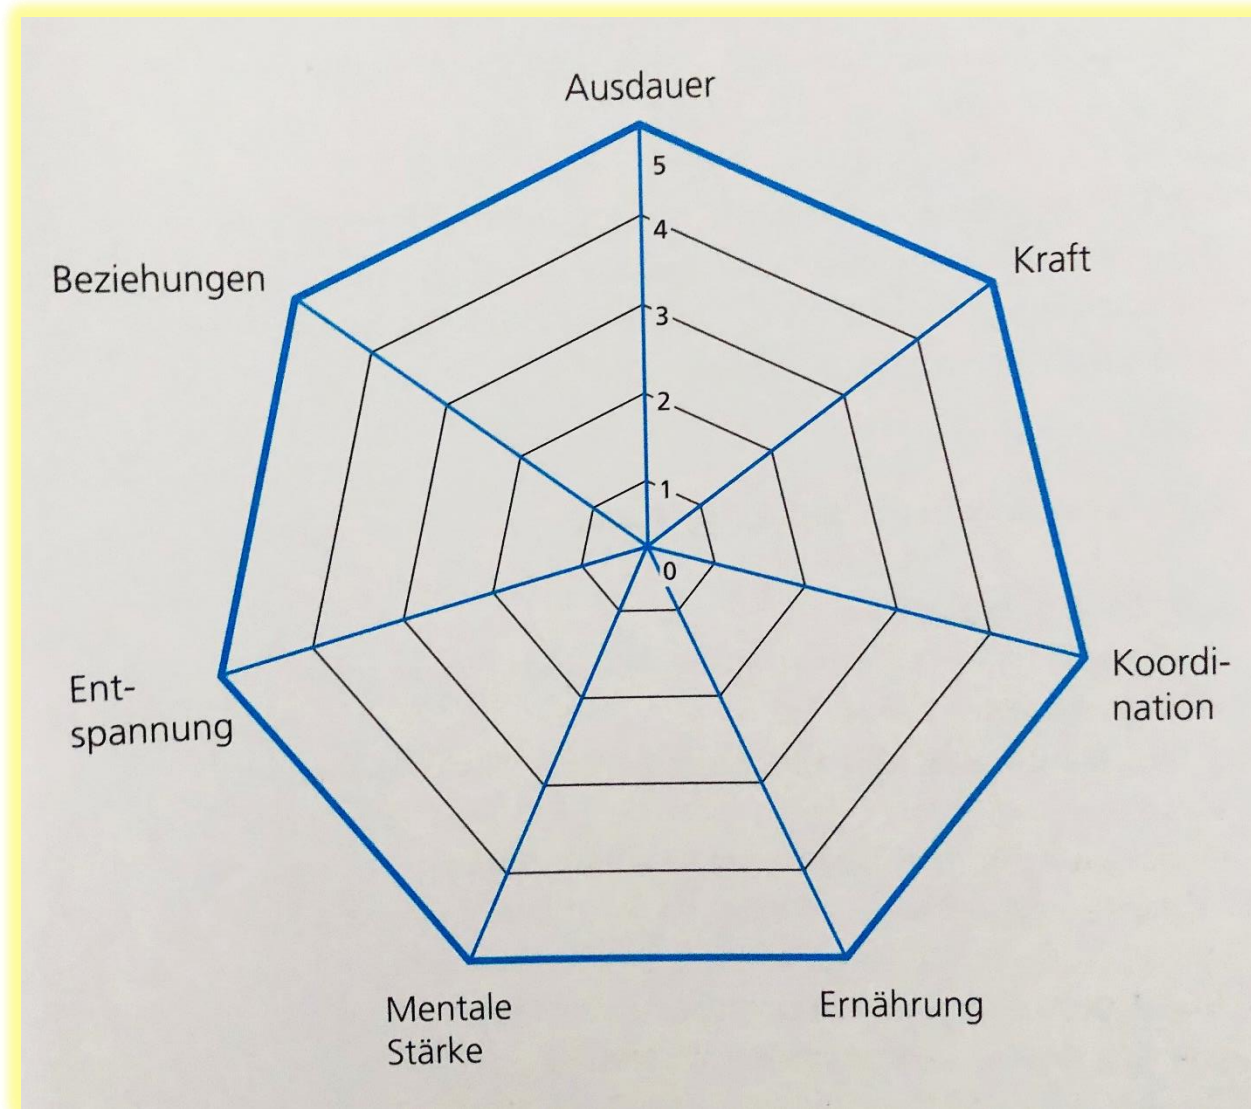 Ausdauer
5
4
Kraft
Beziehungen
3
2
1
0
Koordi-
nation
Ent-
spannung
Mentale
Stärke
Ernährung